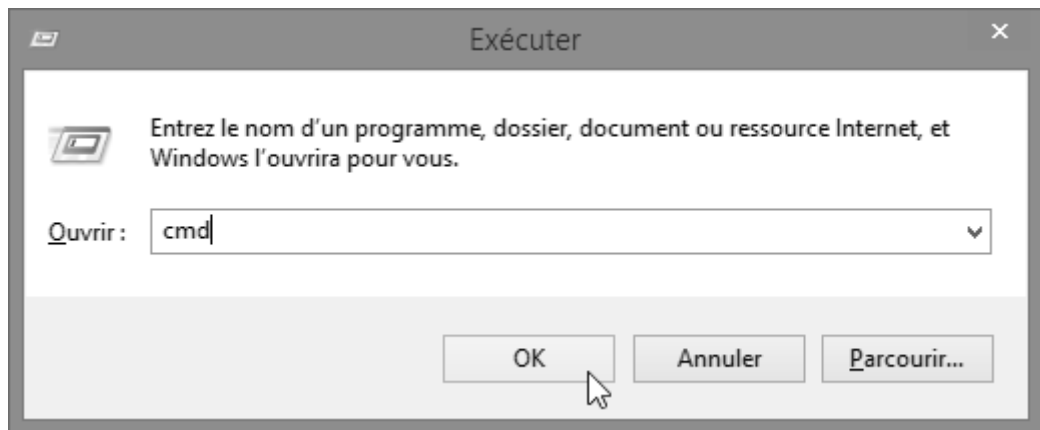 Exécuter
Entrez le nom d'un programme, dossier, document ou ressource Internet, et
Windows l'ouvrira pour vous.
Ouvrir : cmd
OK Annuler Parcourir...